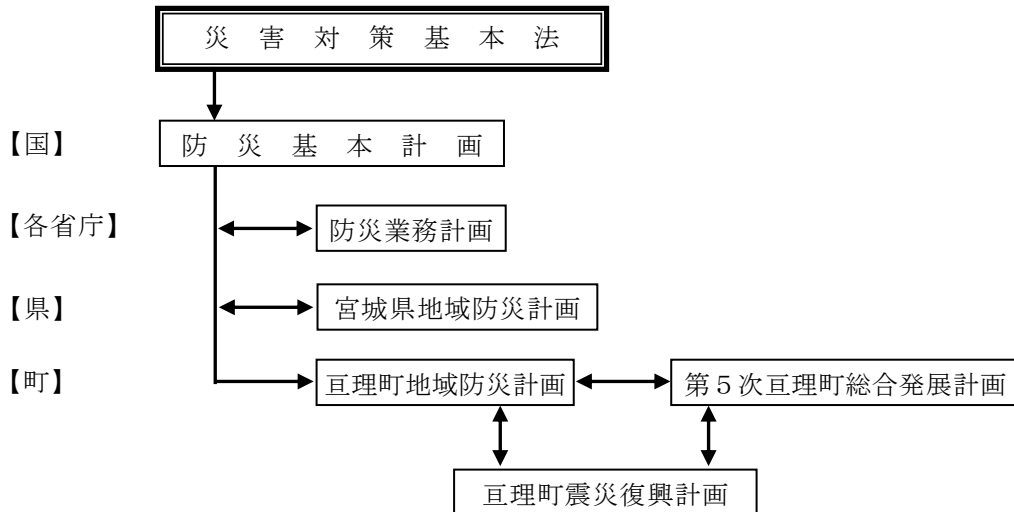 災害対策基本法
【国】 防災基本計画
【各省庁】 防災業務計画
【県】 宮城県地域防災計画
【町】 亘理町地域防災計画 第５次亘理町総合発展計画
亘理町震災復興計画